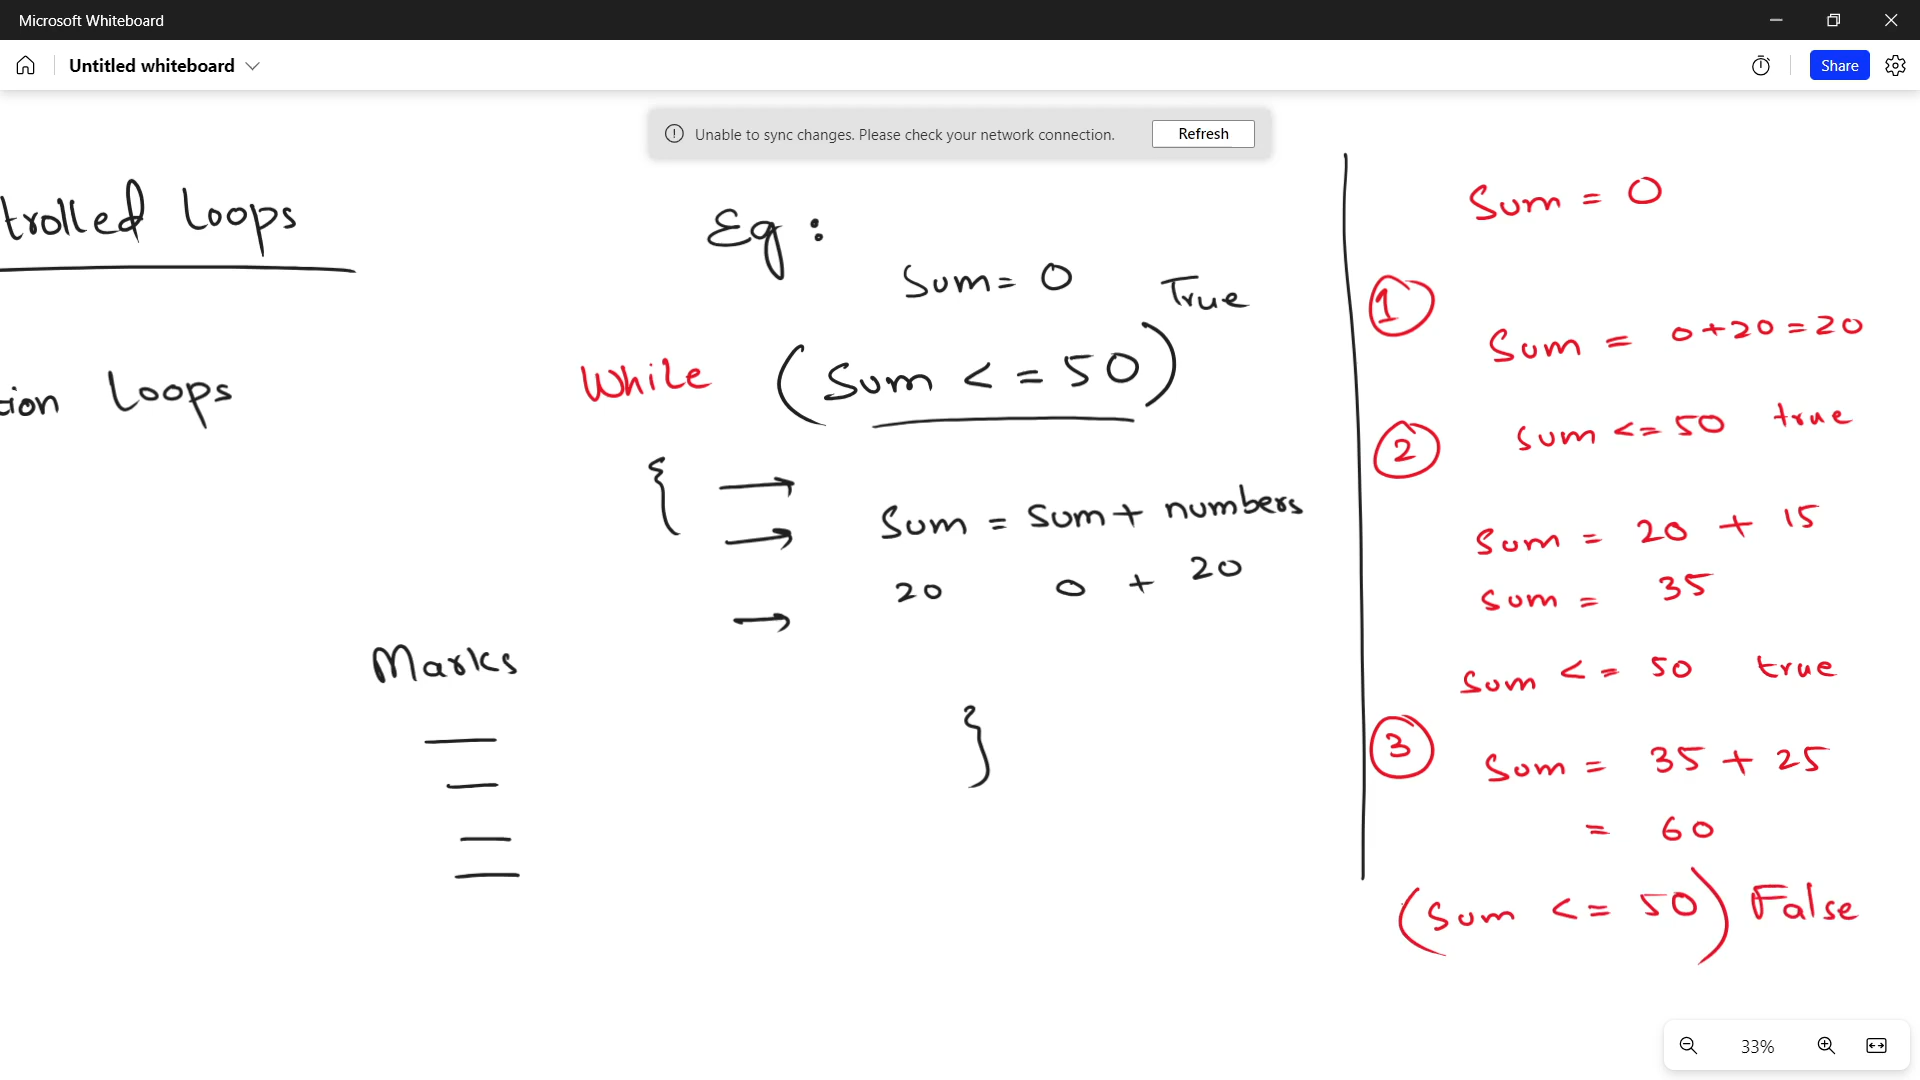 Microsoft Whiteboard
Untitled whiteboard
Share
Unable to sync changes. Please check your network connection.
Refresh
trolled Loops
tion Loops
Marks
Eg :
Sum = 0
True
While (Sum < = 50)
{
Sum = Sum + numbers
20 0 + 20
}
Sum = 0
1
Sum = 0+20=20
2
Sum <= 50 true
Sum = 20 + 15
Sum = 35
Sum <= 50 true
3
Sum = 35 + 25
= 60
(Sum <= 50) False
33%